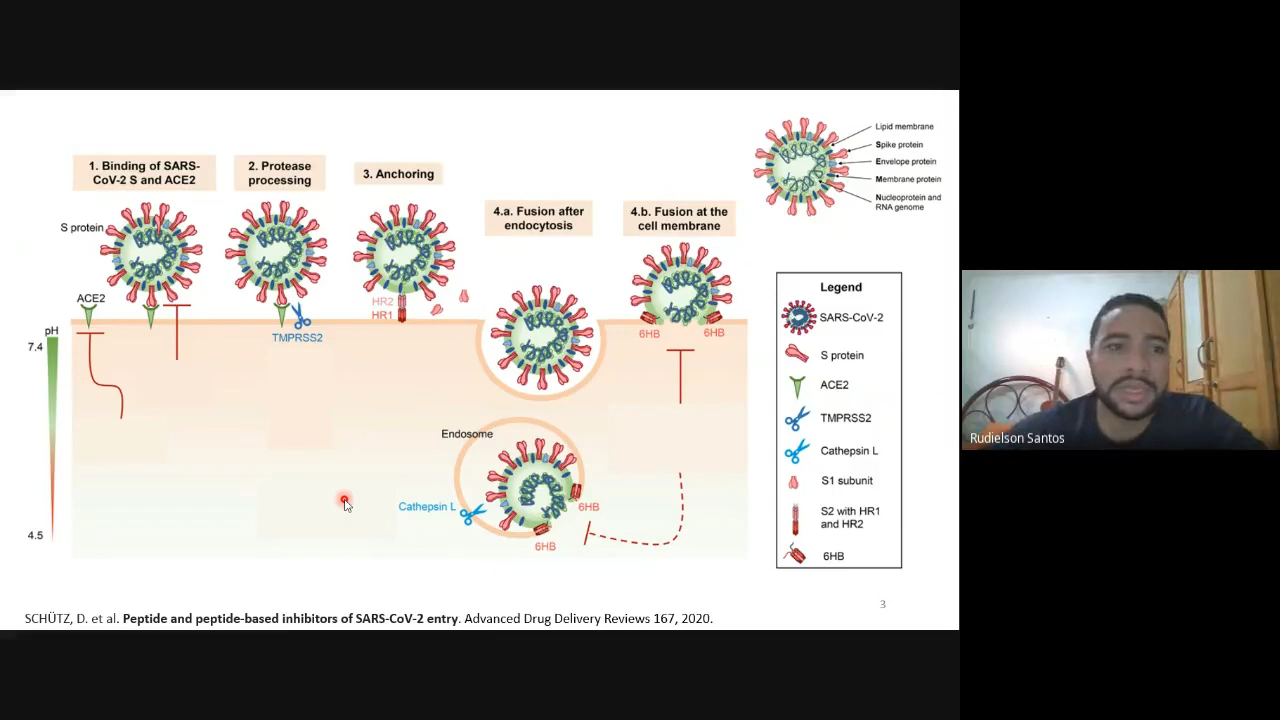 1. Binding of SARS-
CoV-2 S and ACE2
2. Protease
processing
3. Anchoring
4.a. Fusion after
endocytosis
4.b. Fusion at the
cell membrane
Lipid membrane
Spike protein
Envelope protein
Membrane protein
Nucleoprotein and
RNA genome
S protein
ACE2
HR2
HR1
TMPRSS2
6HB
6HB
pH
7.4
4.5
Endosome
Cathepsin L
6HB
6HB
Legend
SARS-CoV-2
S protein
ACE2
TMPRSS2
Cathepsin L
S1 subunit
S2 with HR1
and HR2
6HB
3
SCHÜTZ, D. et al. Peptide and peptide-based inhibitors of SARS-CoV-2 entry. Advanced Drug Delivery Reviews 167, 2020.
Rudielson Santos